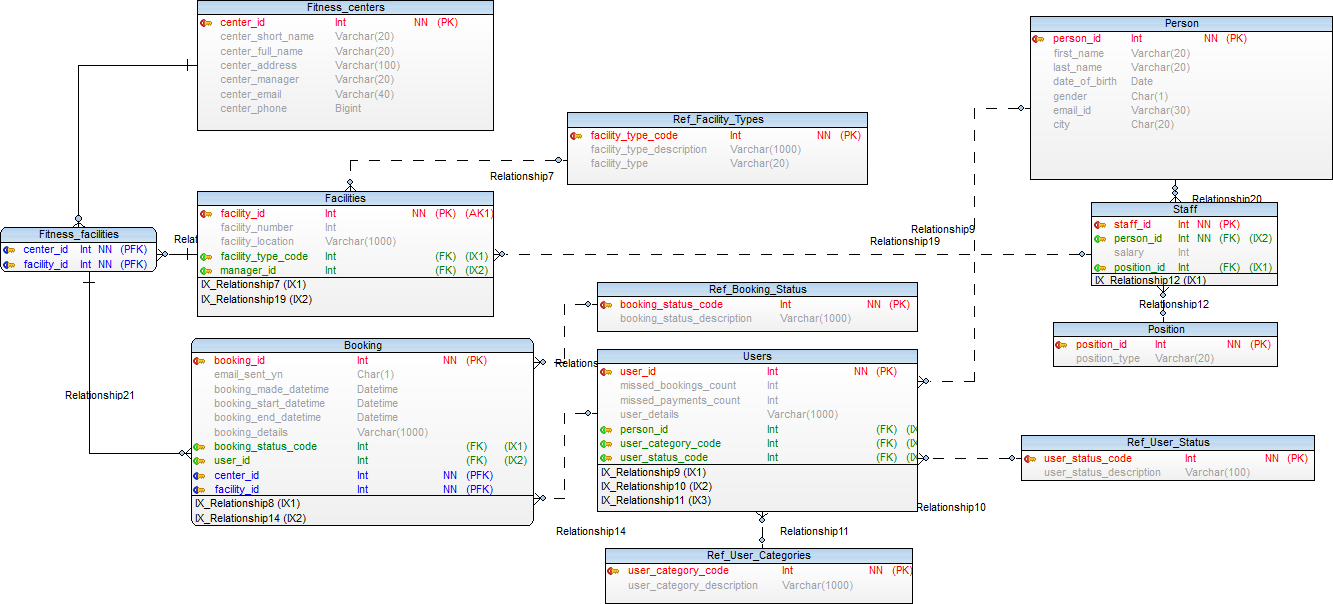 Fitness_centers
center_id Int NN (PK)
center_short_name Varchar(20)
center_full_name Varchar(20)
center_address Varchar(100)
center_manager Varchar(20)
center_email Varchar(40)
center_phone Bigint
Person
person_id Int NN (PK)
first_name Varchar(20)
last_name Varchar(20)
date_of_birth Date
gender Char(1)
email_id Varchar(30)
city Char(20)
Ref_Facility_Types
facility_type_code Int NN (PK)
facility_type_description Varchar(1000)
facility_type Varchar(20)
Relationship7
Facilities
facility_id Int NN (PK) (AK1)
facility_number Int
facility_location Varchar(1000)
facility_type_code Int (FK) (IX1)
manager_id Int (FK) (IX2)
IX_Relationship7 (IX1)
IX_Relationship19 (IX2)
Relationship20
Staff
staff_id Int NN (PK)
person_id Int NN (FK) (IX2)
salary Int
position_id Int (FK) (IX1)
IX_Relationship12 (IX1)
Fitness_facilities
center_id Int NN (PFK)
facility_id Int NN (PFK)
Relat
Relationship9
Relationship19
Ref_Booking_Status
booking_status_code Int NN (PK)
booking_status_description Varchar(1000)
Relationship12
Position
position_id Int NN (PK)
position_type Varchar(20)
Booking
booking_id Int NN (PK)
email_sent_yn Char(1)
booking_made_datetime Datetime
booking_start_datetime Datetime
booking_end_datetime Datetime
booking_details Varchar(1000)
booking_status_code Int (FK) (IX1)
user_id Int (FK) (IX2)
center_id Int NN (PFK)
facility_id Int NN (PFK)
IX_Relationship8 (IX1)
IX_Relationship14 (IX2)
Relationship21
Relations
Users
user_id Int NN (PK)
missed_bookings_count Int
missed_payments_count Int
user_details Varchar(1000)
person_id Int (FK) (IX
user_category_code Int (FK) (IX
user_status_code Int (FK) (IX
IX_Relationship9 (IX1)
IX_Relationship10 (IX2)
IX_Relationship11 (IX3)
Ref_User_Status
user_status_code Int NN (PK)
user_status_description Varchar(100)
Relationship10
Relationship14
Relationship11
Ref_User_Categories
user_category_code Int NN (PK)
user_category_description Varchar(1000)